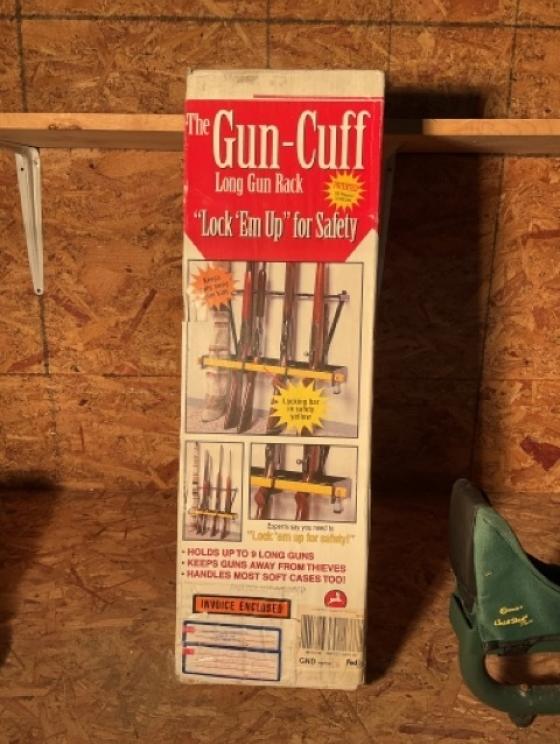 The
Gun-Cuff
Long Gun Rack
"Lock 'Em Up" for Safety
Locking bar
in safety
yellow
Experts say you need to
"Lock 'em up for safety!"
• HOLDS UP TO 9 LONG GUNS
• KEEPS GUNS AWAY FROM THIEVES
• HANDLES MOST SOFT CASES TOO!
INVOICE ENCLOSED
GND
Fed